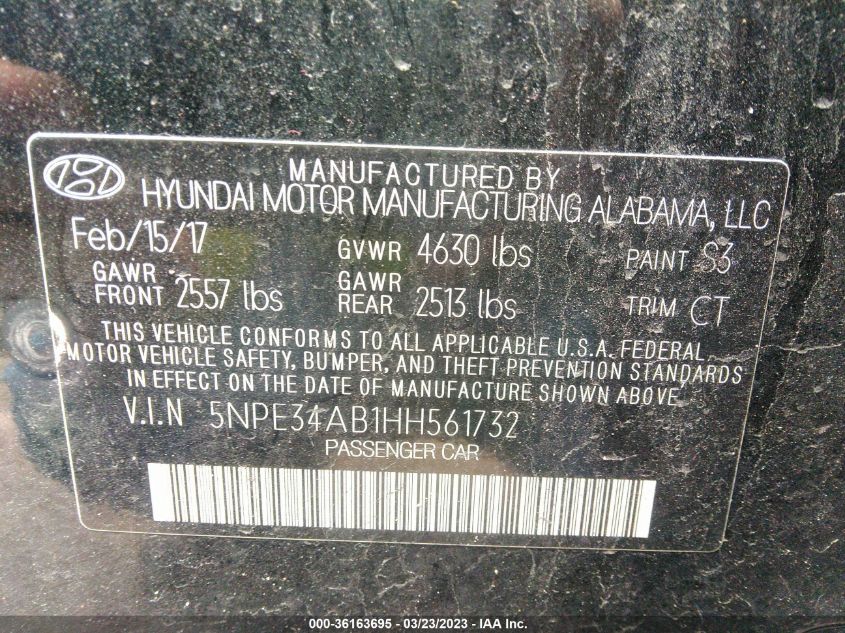 MANUFACTURED BY
HYUNDAI MOTOR MANUFACTURING ALABAMA, LLC
Feb/15/17 GVWR 4630 lbs PAINT S3
GAWR FRONT 2557 lbs GAWR REAR 2513 lbs TRIM CT
THIS VEHICLE CONFORMS TO ALL APPLICABLE U.S.A. FEDERAL
MOTOR VEHICLE SAFETY, BUMPER, AND THEFT PREVENTION STANDARDS
IN EFFECT ON THE DATE OF MANUFACTURE SHOWN ABOVE.
V.I.N 5NPE34AB1HH561732
PASSENGER CAR
000-36163695 - 03/23/2023 - IAA Inc.